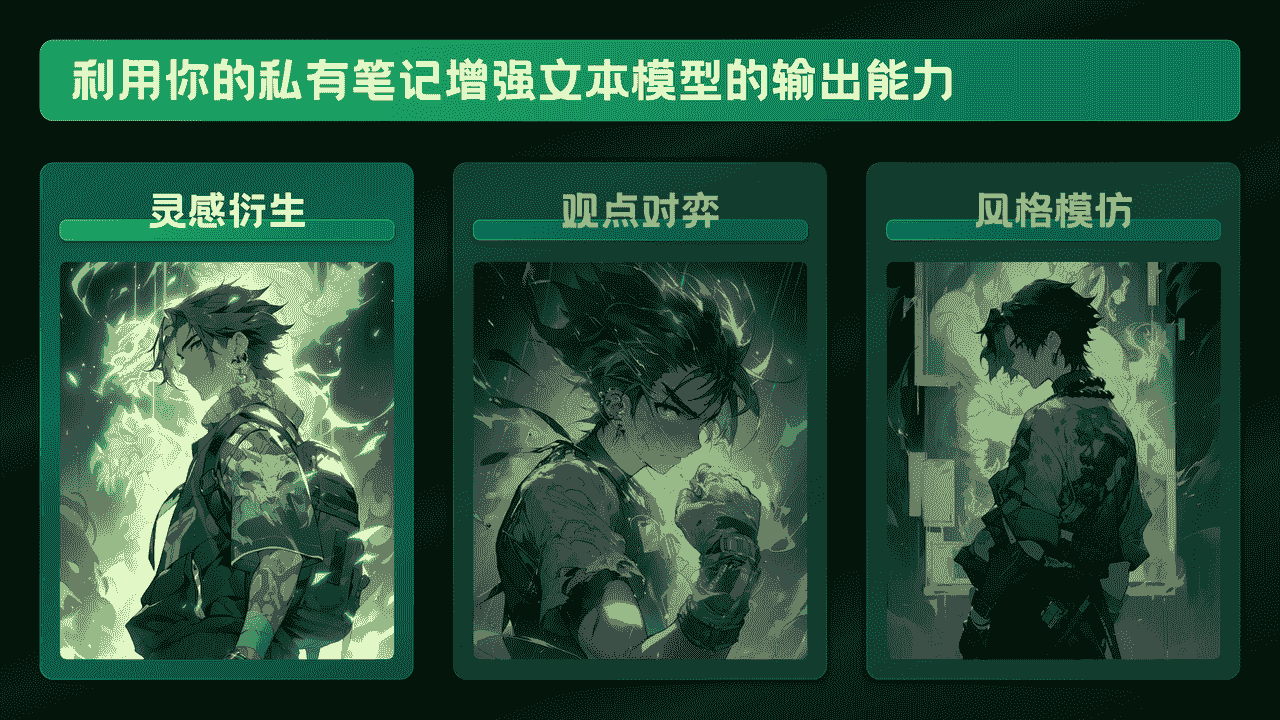 利用你的私有笔记增强文本模型的输出能力
灵感衍生
观点对弈
风格模仿